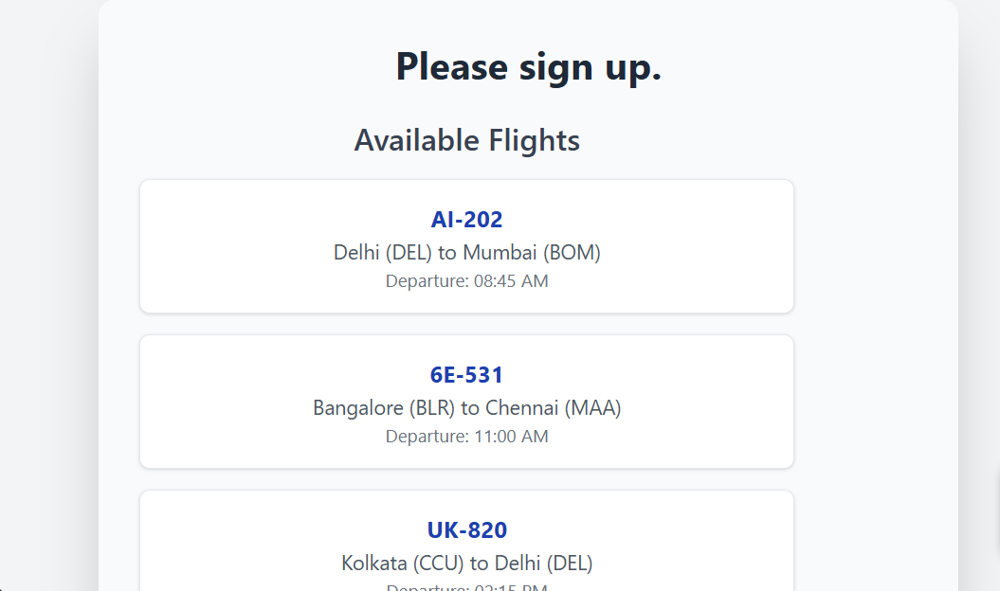 Please sign up.
Available Flights
AI-202
Delhi (DEL) to Mumbai (BOM)
Departure: 08:45 AM
6E-531
Bangalore (BLR) to Chennai (MAA)
Departure: 11:00 AM
UK-820
Kolkata (CCU) to Delhi (DEL)
Departure: 02:15 PM